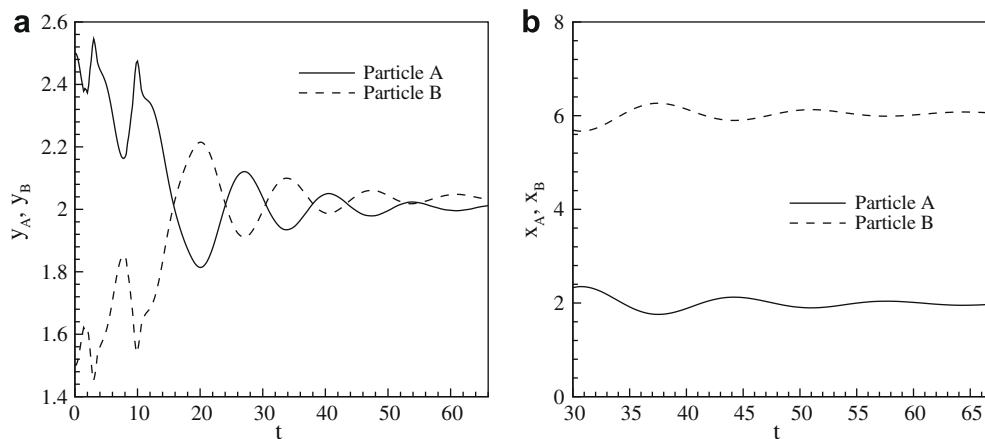 a
2.6
2.4
2.2
2
1.8
1.6
1.4
y_A, y_B
0 10 20 30 40 50 60
t
Particle A
Particle B
b
8
6
4
2
0
x_A, x_B
30 35 40 45 50 55 60 65
t
Particle A
Particle B